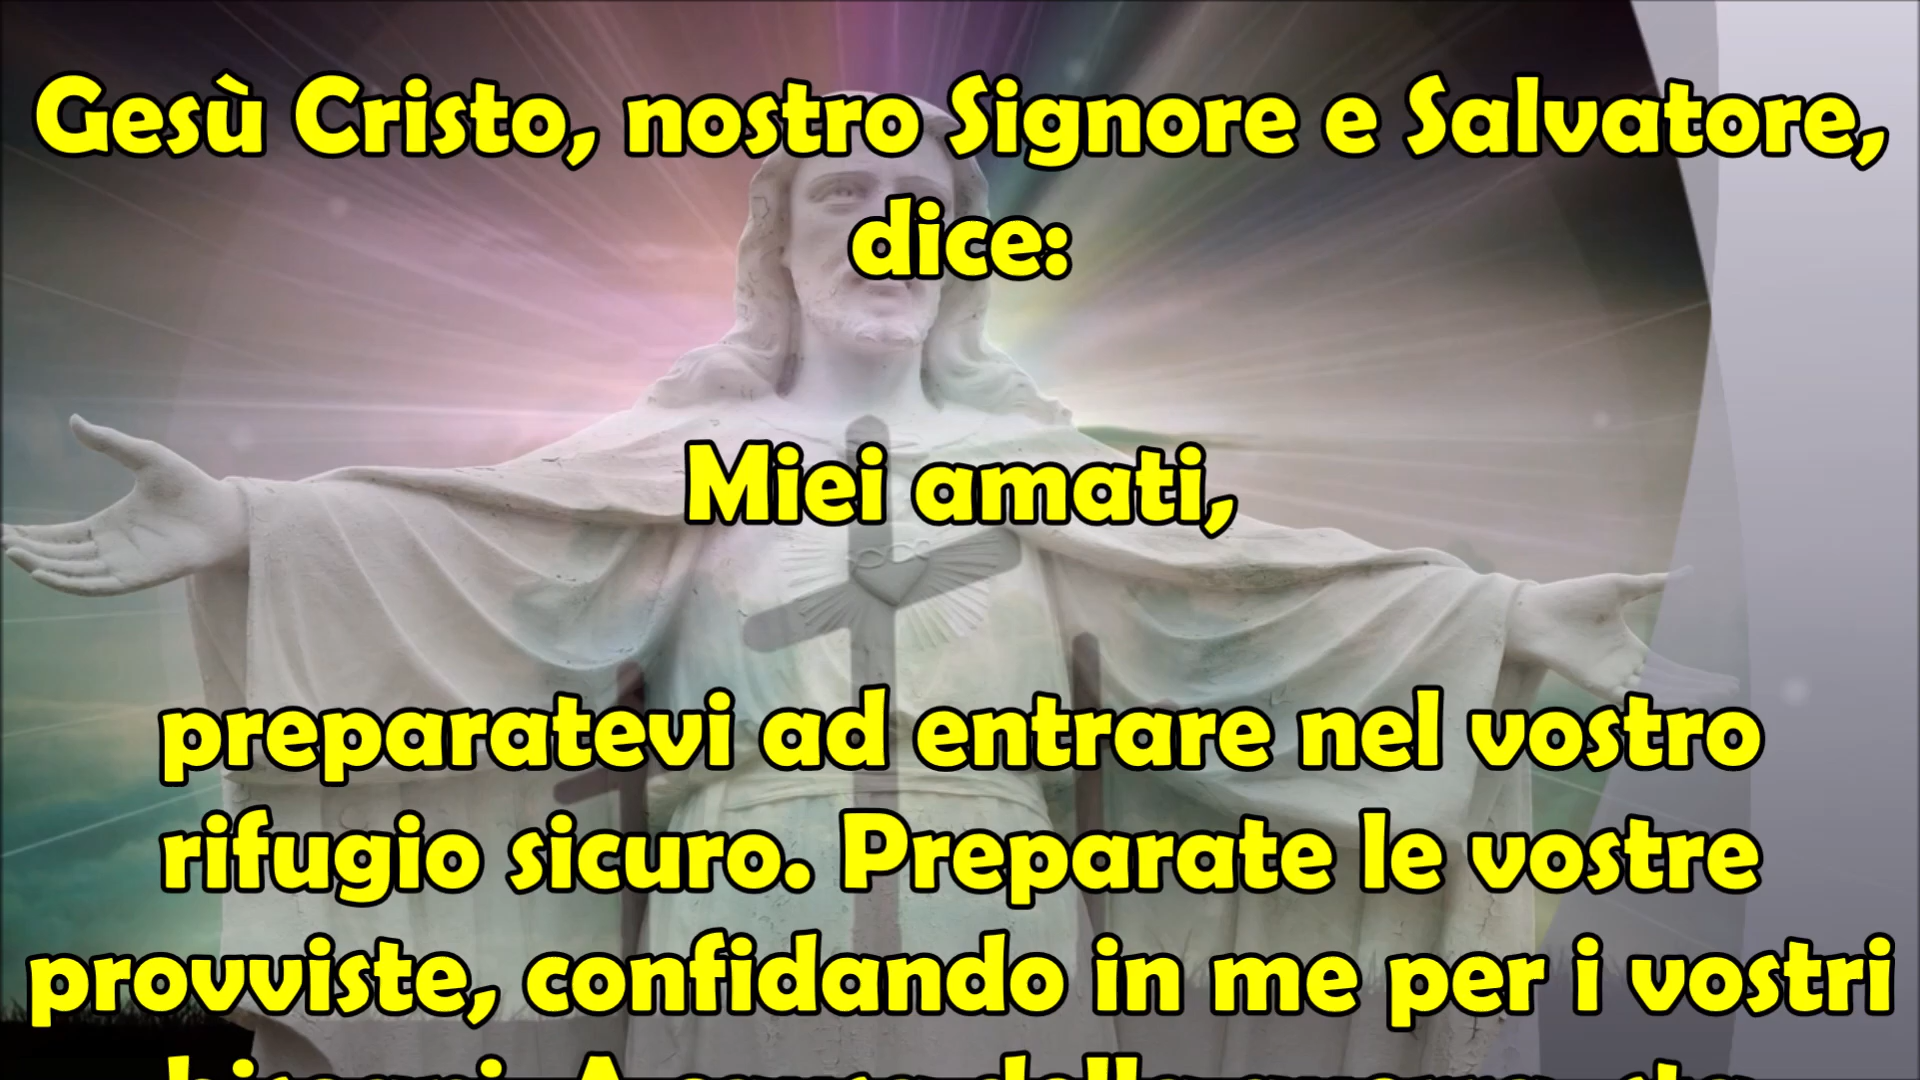 Gesù Cristo, nostro Signore e Salvatore,
dice:
Miei amati,
preparatevi ad entrare nel vostro
rifugio sicuro. Preparate le vostre
provviste, confidando in me per i vostri